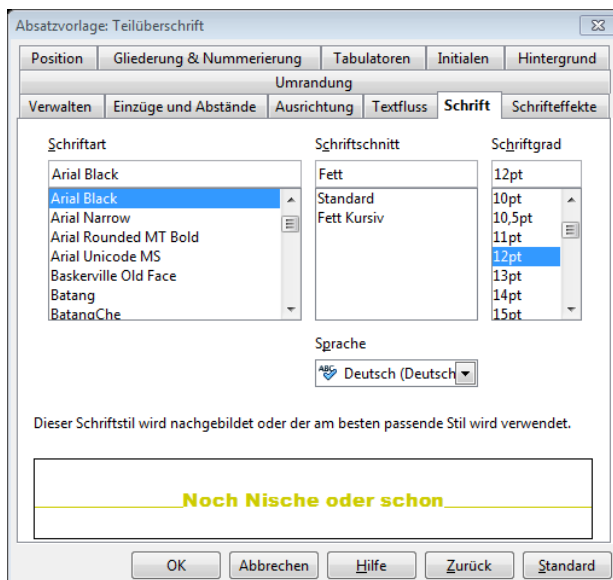 Absatzvorlage: Teilüberschrift
Position Gliederung & Nummerierung Tabulatoren Initialen Hintergrund
Umrandung
Verwalten Einzüge und Abstände Ausrichtung Textfluss Schrift Schrifteffekte
Schriftart Schriftschnitt Schriftgrad
Arial Black Fett 12pt
Arial Black Standard 10pt
Arial Narrow Fett Kursiv 10,5pt
Arial Rounded MT Bold 11pt
Arial Unicode MS 12pt
Baskerville Old Face 13pt
Batang 14pt
BatangChe 15pt
Sprache
ABC Deutsch (Deutsch
Dieser Schriftstil wird nachgebildet oder der am besten passende Stil wird verwendet.
Noch Nische oder schon
OK Abbrechen Hilfe Zurück Standard